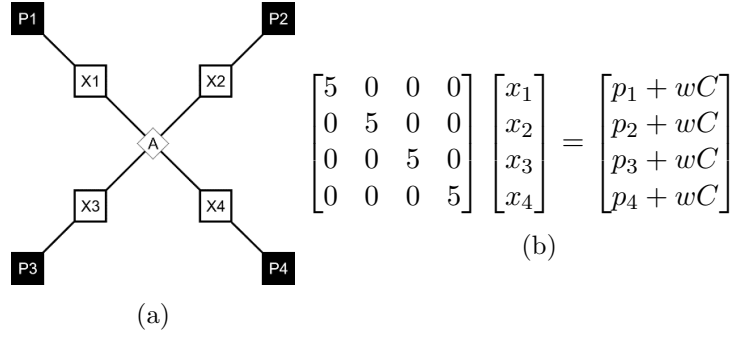 P1 P2
X1 X2
A
X3 X4
P3 P4
(a)
[5 0 0 0] [x₁] = [p₁ + wC]
[0 5 0 0] [x₂] = [p₂ + wC]
[0 0 5 0] [x₃] = [p₃ + wC]
[0 0 0 5] [x₄] = [p₄ + wC]
(b)